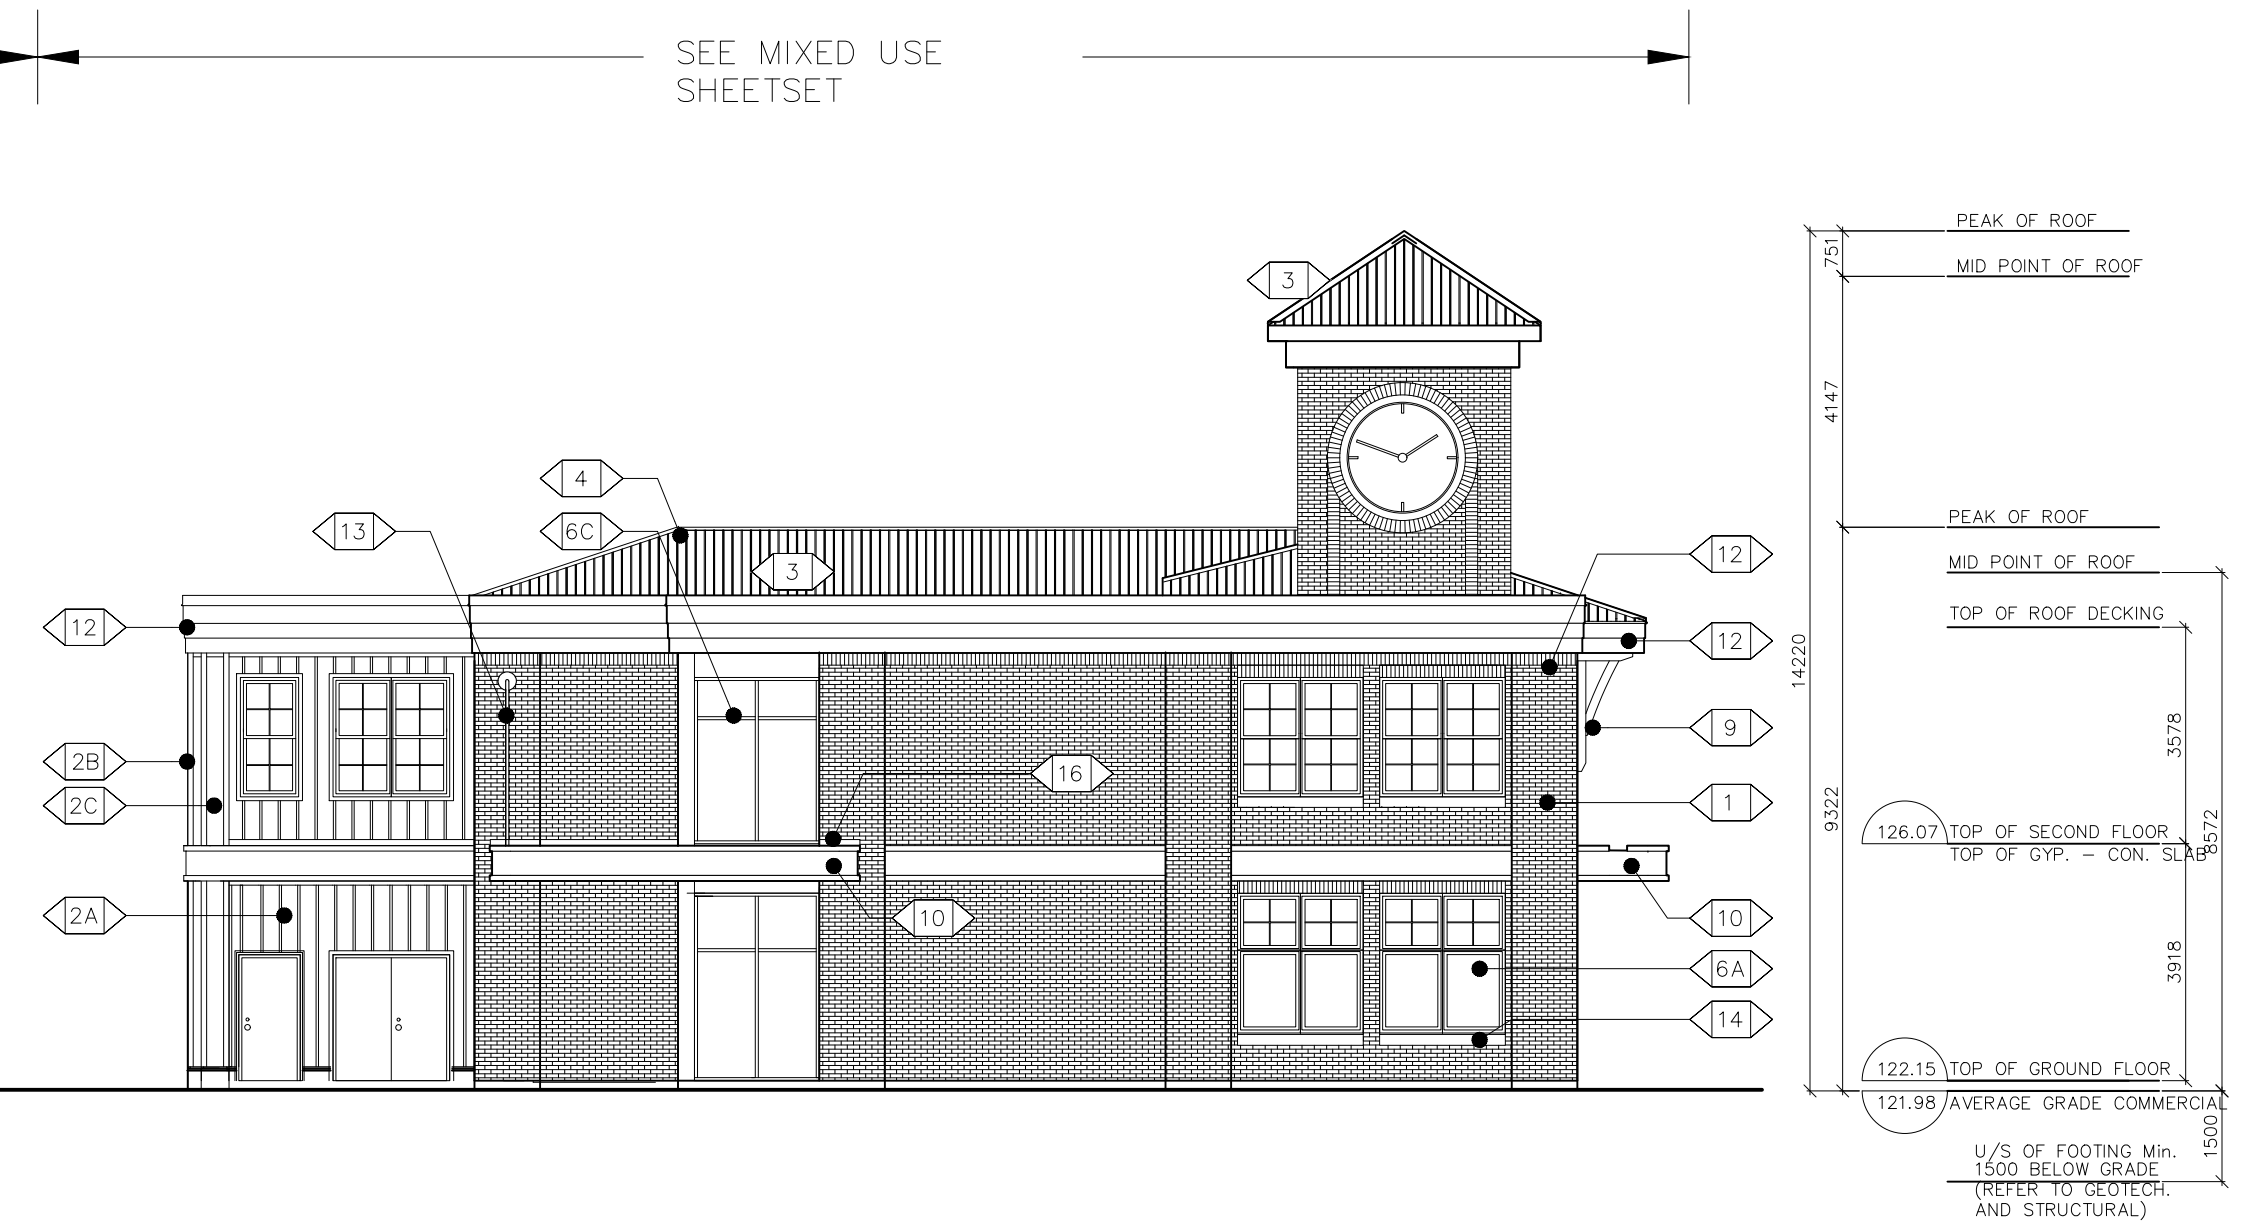 SEE MIXED USE
SHEETSET
PEAK OF ROOF
751
MID POINT OF ROOF
3
4147
4
13
6C
3
12
PEAK OF ROOF
MID POINT OF ROOF
12
12
TOP OF ROOF DECKING
14220
2B
9
3578
16
2C
1
9322
8572
126.07
TOP OF SECOND FLOOR
TOP OF GYP. – CON. SLAB
2A
10
10
6A
3918
14
122.15
TOP OF GROUND FLOOR
121.98
AVERAGE GRADE COMMERCIAL
1500
U/S OF FOOTING Min.
1500 BELOW GRADE
(REFER TO GEOTECH.
AND STRUCTURAL)